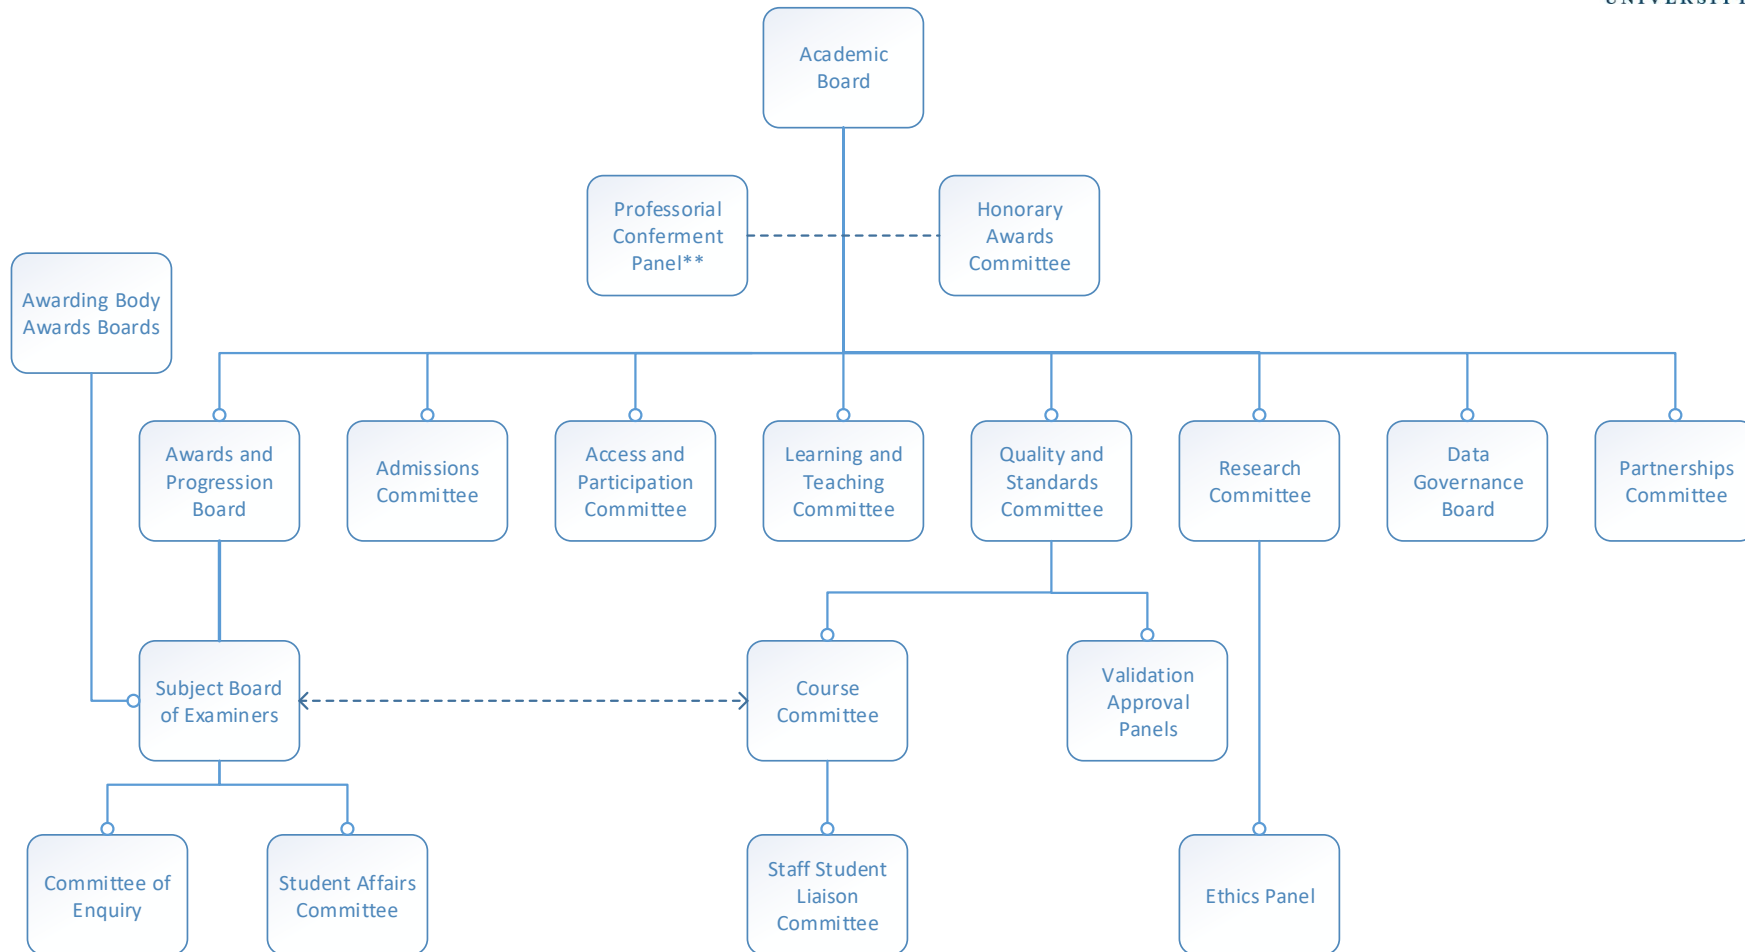 UNIVERSITY
Academic
Board
Professorial
Conferment
Panel**
Honorary
Awards
Committee
Awarding Body
Awards Boards
Awards and
Progression
Board
Admissions
Committee
Access and
Participation
Committee
Learning and
Teaching
Committee
Quality and
Standards
Committee
Research
Committee
Data
Governance
Board
Partnerships
Committee
Subject Board
of Examiners
Course
Committee
Validation
Approval
Panels
Committee of
Enquiry
Student Affairs
Committee
Staff Student
Liaison
Committee
Ethics Panel